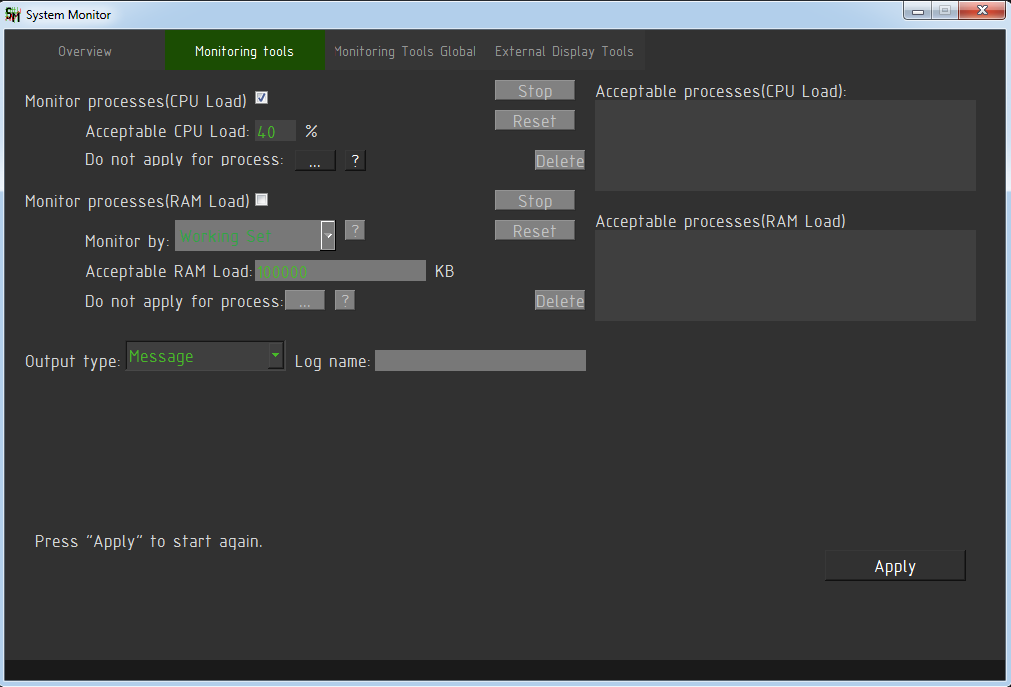 SM System Monitor
Overview Monitoring tools Monitoring Tools Global External Display Tools
Monitor processes(CPU Load) Stop Acceptable processes(CPU Load):
Acceptable CPU Load: 40 % Reset
Do not apply for process: ... ? Delete
Monitor processes(RAM Load) Stop Acceptable processes(RAM Load)
Monitor by: Working Set ? Reset
Acceptable RAM Load: 100000 KB
Do not apply for process: ... ? Delete
Output type: Message Log name:
Press "Apply" to start again.
Apply